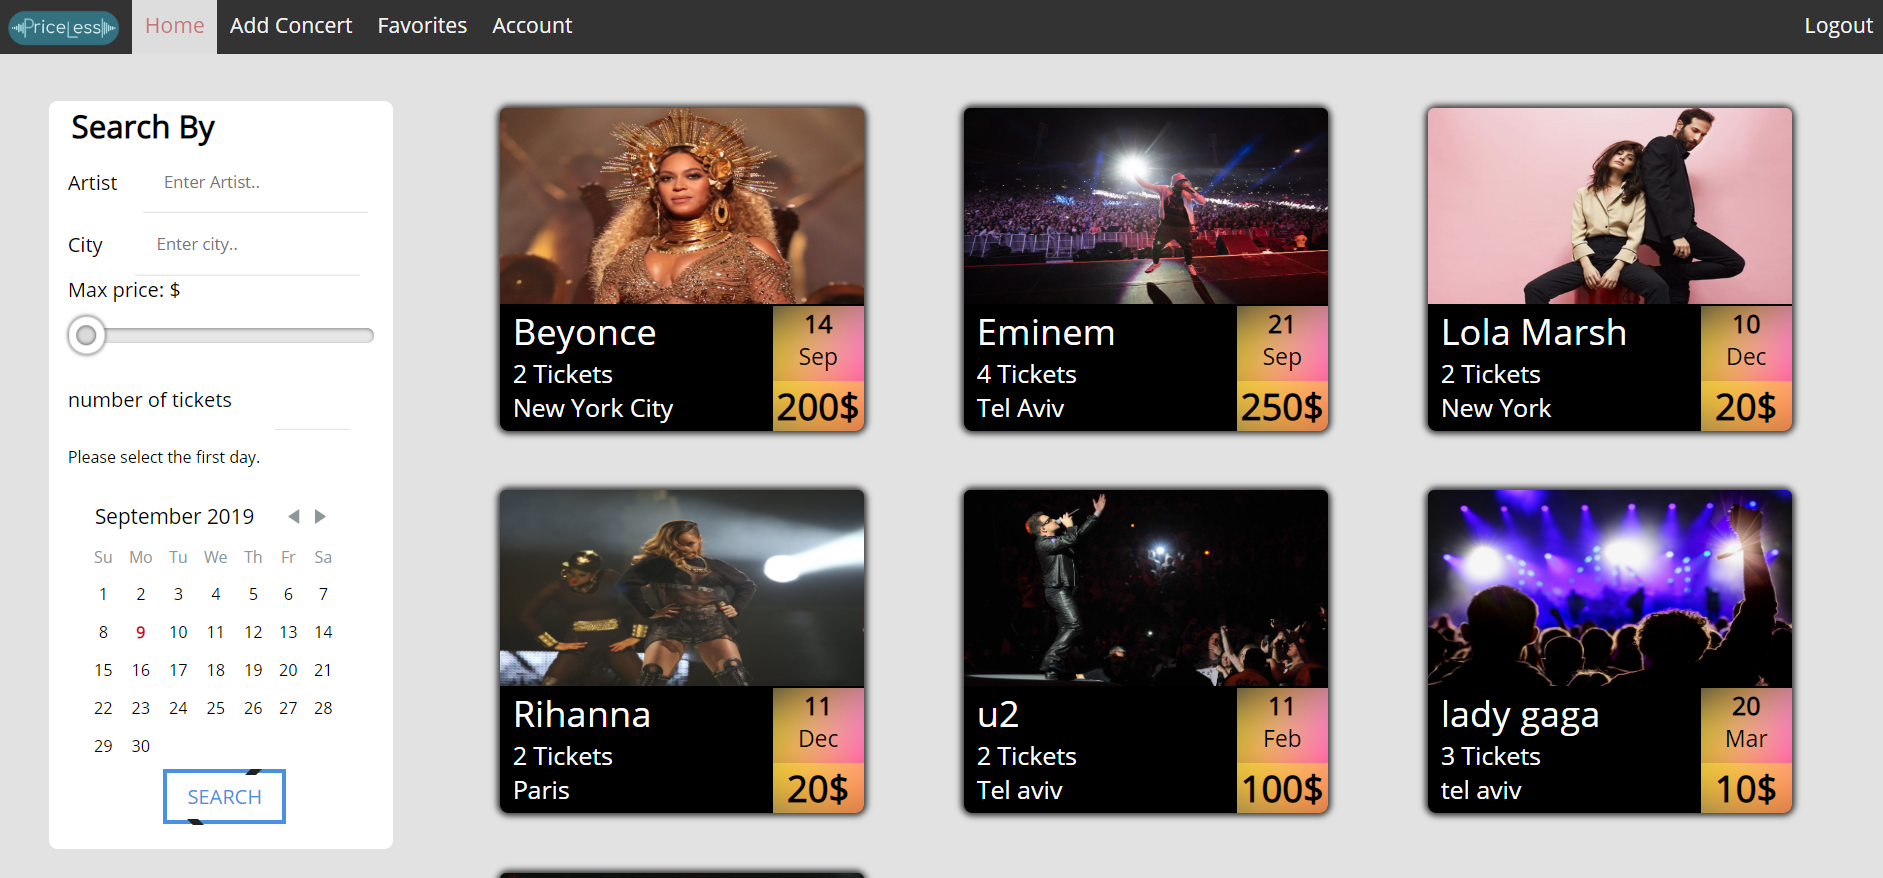 PriceLess
Home
Add Concert
Favorites
Account
Logout
Search By
Artist
Enter Artist..
City
Enter city..
Max price: $
number of tickets
Please select the first day.
September 2019
Su Mo Tu We Th Fr Sa
1 2 3 4 5 6 7
8 9 10 11 12 13 14
15 16 17 18 19 20 21
22 23 24 25 26 27 28
29 30
SEARCH
Beyonce
2 Tickets
New York City
14
Sep
200$
Eminem
4 Tickets
Tel Aviv
21
Sep
250$
Lola Marsh
2 Tickets
New York
10
Dec
20$
Rihanna
2 Tickets
Paris
11
Dec
20$
u2
2 Tickets
Tel aviv
11
Feb
100$
lady gaga
3 Tickets
tel aviv
20
Mar
10$